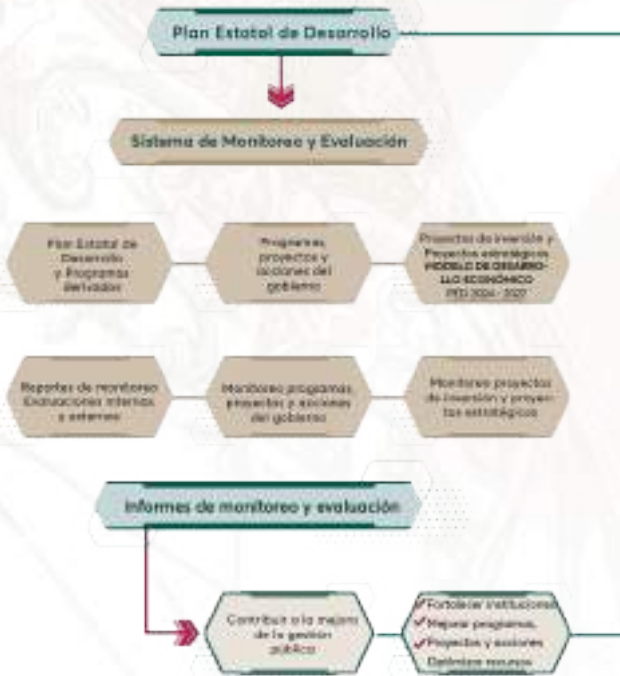 Plan Estatal de Desarrollo
Sistema de Monitoreo y Evaluación
Plan Estatal de
Desarrollo
y Programas
derivados
Programas,
proyectos y
acciones del
gobierno
Proyectos de inversión y
Proyectos estratégicos
MODELO DE DESARRO-
LLO ECONÓMICO
PED 2024 - 2027
Reportes de monitoreo
Evaluaciones internas
y externas
Monitoreo programas
proyectos y acciones
del gobierno
Monitoreo proyectos
de inversión y proyec-
tos estratégicos
Informes de monitoreo y evaluación
Contribuir a la mejora
de la gestión
pública
Fortalecer instituciones
Mejorar programas,
Proyectos y acciones
Optimizar recursos